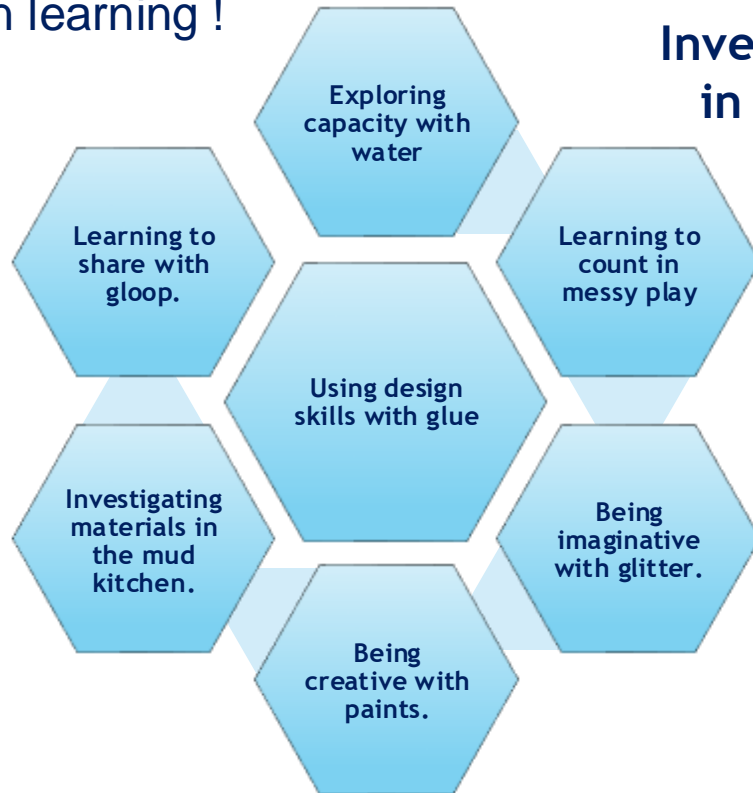 learning !
in
Exploring
capacity with
water
Learning to
share with
gloop.
Learning to
count in
messy play
Using design
skills with glue
Investigating
materials in
the mud
kitchen.
Being
imaginative
with glitter.
Being
creative with
paints.